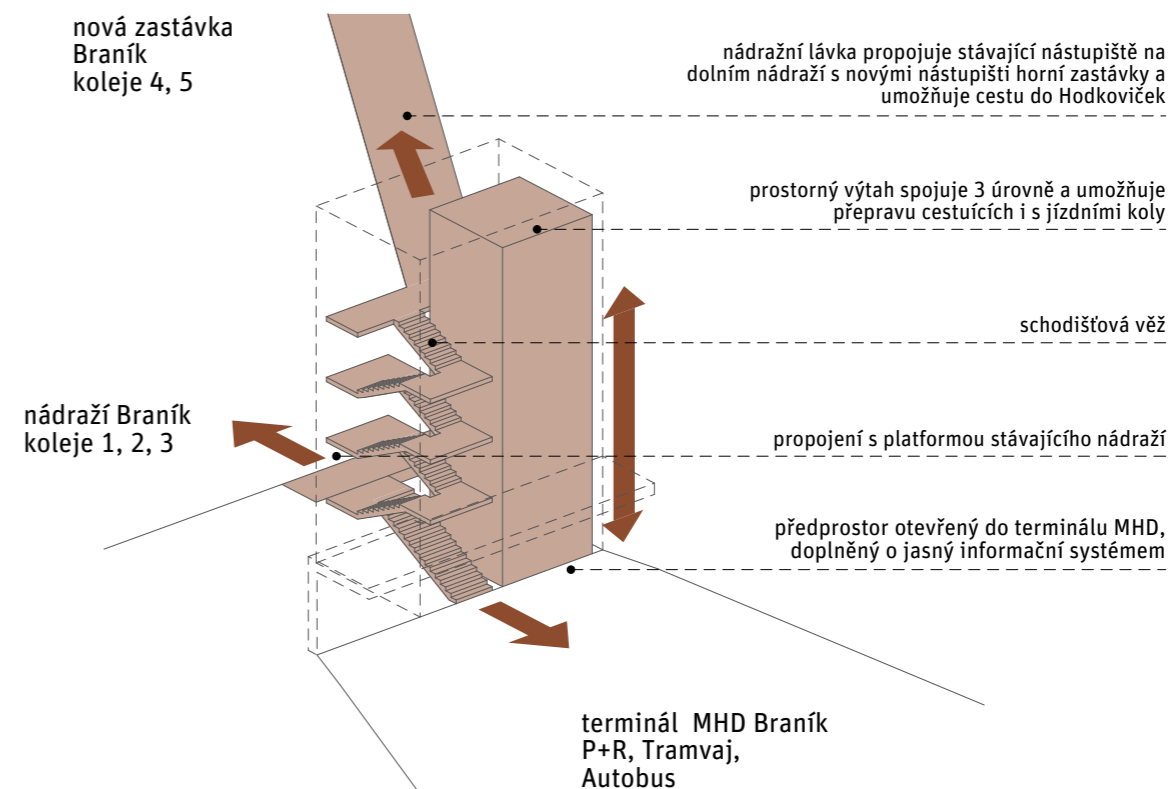 nová zastávka
Braník
koleje 4, 5
nádražní lávka propojuje stávající nástupiště na
dolním nádraží s novými nástupišti horní zastávky a
umožňuje cestu do Hodkoviček
prostorný výtah spojuje 3 úrovně a umožňuje
přepravu cestuících i s jízdními koly
schodišťová věž
nádraží Braník
koleje 1, 2, 3
propojení s platformou stávajícího nádraží
předprostor otevřený do terminálu MHD,
doplněný o jasný informační systémem
terminál MHD Braník
P+R, Tramvaj,
Autobus